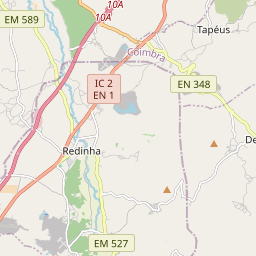 10A
EM 589
10A
Tapéus
Coimbra
IC 2
EN 1
EN 348
Redinha
De
EM 527